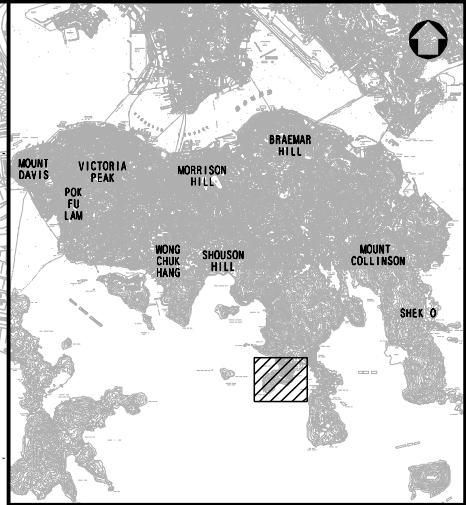 BRAEMAR
HILL
MOUNT
DAVIS
VICTORIA
PEAK
MORRISON
HILL
POK
FU
LAM
WONG
CHUK
HANG
SHOUSON
HILL
MOUNT
COLLINSON
SHEK O